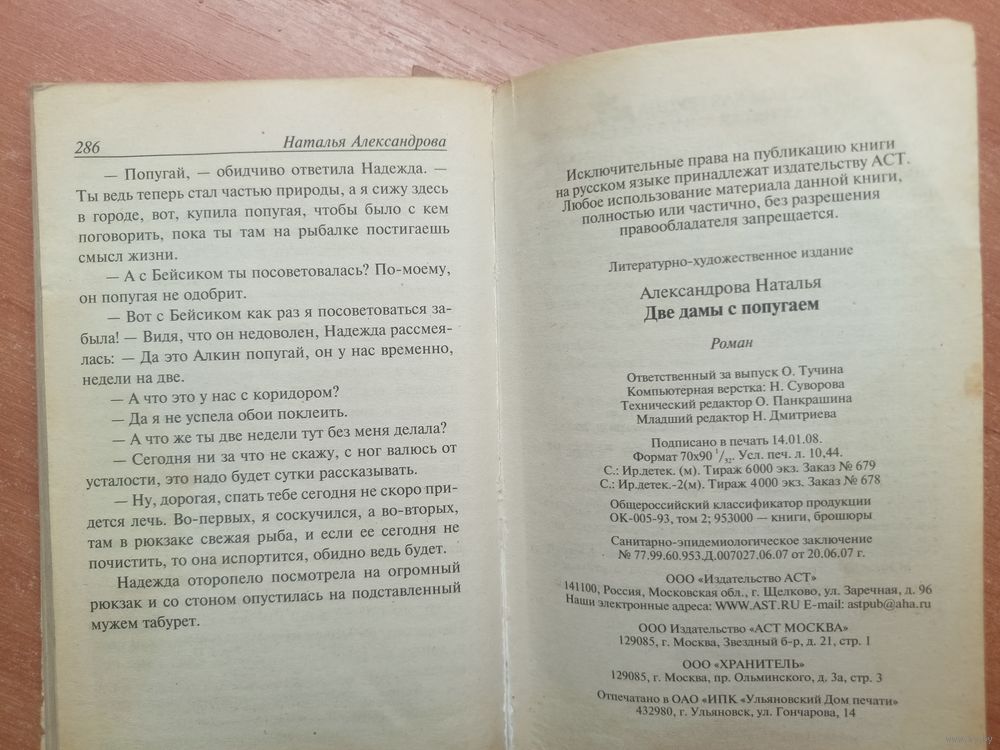 286
Наталья Александрова
— Попугай, — обидчиво ответила Надежда. —
Ты ведь теперь стал частью природы, а я сижу здесь
в городе, вот, купила попугая, чтобы было с кем
поговорить, пока ты там на рыбалке постигаешь
смысл жизни.
— А с Бейсиком ты посоветовалась? По-моему,
он попугая не одобрит.
— Вот с Бейсиком как раз я посоветоваться за-
была! — Видя, что он недоволен, Надежда рассмея-
лась: — Да это Алкин попугай, он у нас временно,
недели на две.
— А что это у нас с коридором?
— Да я не успела обои поклеить.
— А что же ты две недели тут без меня делала?
— Сегодня ни за что не скажу, с ног валюсь от
усталости, это надо будет сутки рассказывать.
— Ну, дорогая, спать тебе сегодня не скоро при-
дется лечь. Во-первых, я соскучился, а во-вторых,
там в рюкзаке свежая рыба, и если ее сегодня не
почистить, то она испортится, обидно ведь будет.
Надежда оторопело посмотрела на огромный
рюкзак и со стоном опустилась на подставленный
мужем табурет.
Исключительные права на публикацию книги
на русском языке принадлежат издательству АСТ.
Любое использование материала данной книги,
полностью или частично, без разрешения
правообладателя запрещается.
Литературно-художественное издание
Александрова Наталья
Две дамы с попугаем
Роман
Ответственный за выпуск О. Тучина
Компьютерная верстка: Н. Суворова
Технический редактор О. Панкрашина
Младший редактор Н. Дмитриева
Подписано в печать 14.01.08.
Формат 70x90 1/32. Усл. печ. л. 10,44.
С.: Ир.детек. (м). Тираж 6000 экз. Заказ № 679
С.: Ир.детек.-2(м). Тираж 4000 экз. Заказ № 678
Общероссийский классификатор продукции
ОК-005-93, том 2; 953000 — книги, брошюры
Санитарно-эпидемиологическое заключение
№ 77.99.60.953.Д.007027.06.07 от 20.06.07 г.
ООО «Издательство АСТ»
141100, Россия, Московская обл., г. Щелково, ул. Заречная, д. 96
Наши электронные адреса: WWW.AST.RU E-mail: astpub@aha.ru
ООО Издательство «АСТ МОСКВА»
129085, г. Москва, Звездный б-р, д. 21, стр. 1
ООО «ХРАНИТЕЛЬ»
129085, г. Москва, пр. Ольминского, д. 3а, стр. 3
Отпечатано в ОАО «ИПК «Ульяновский Дом печати»
432980, г. Ульяновск, ул. Гончарова, 14